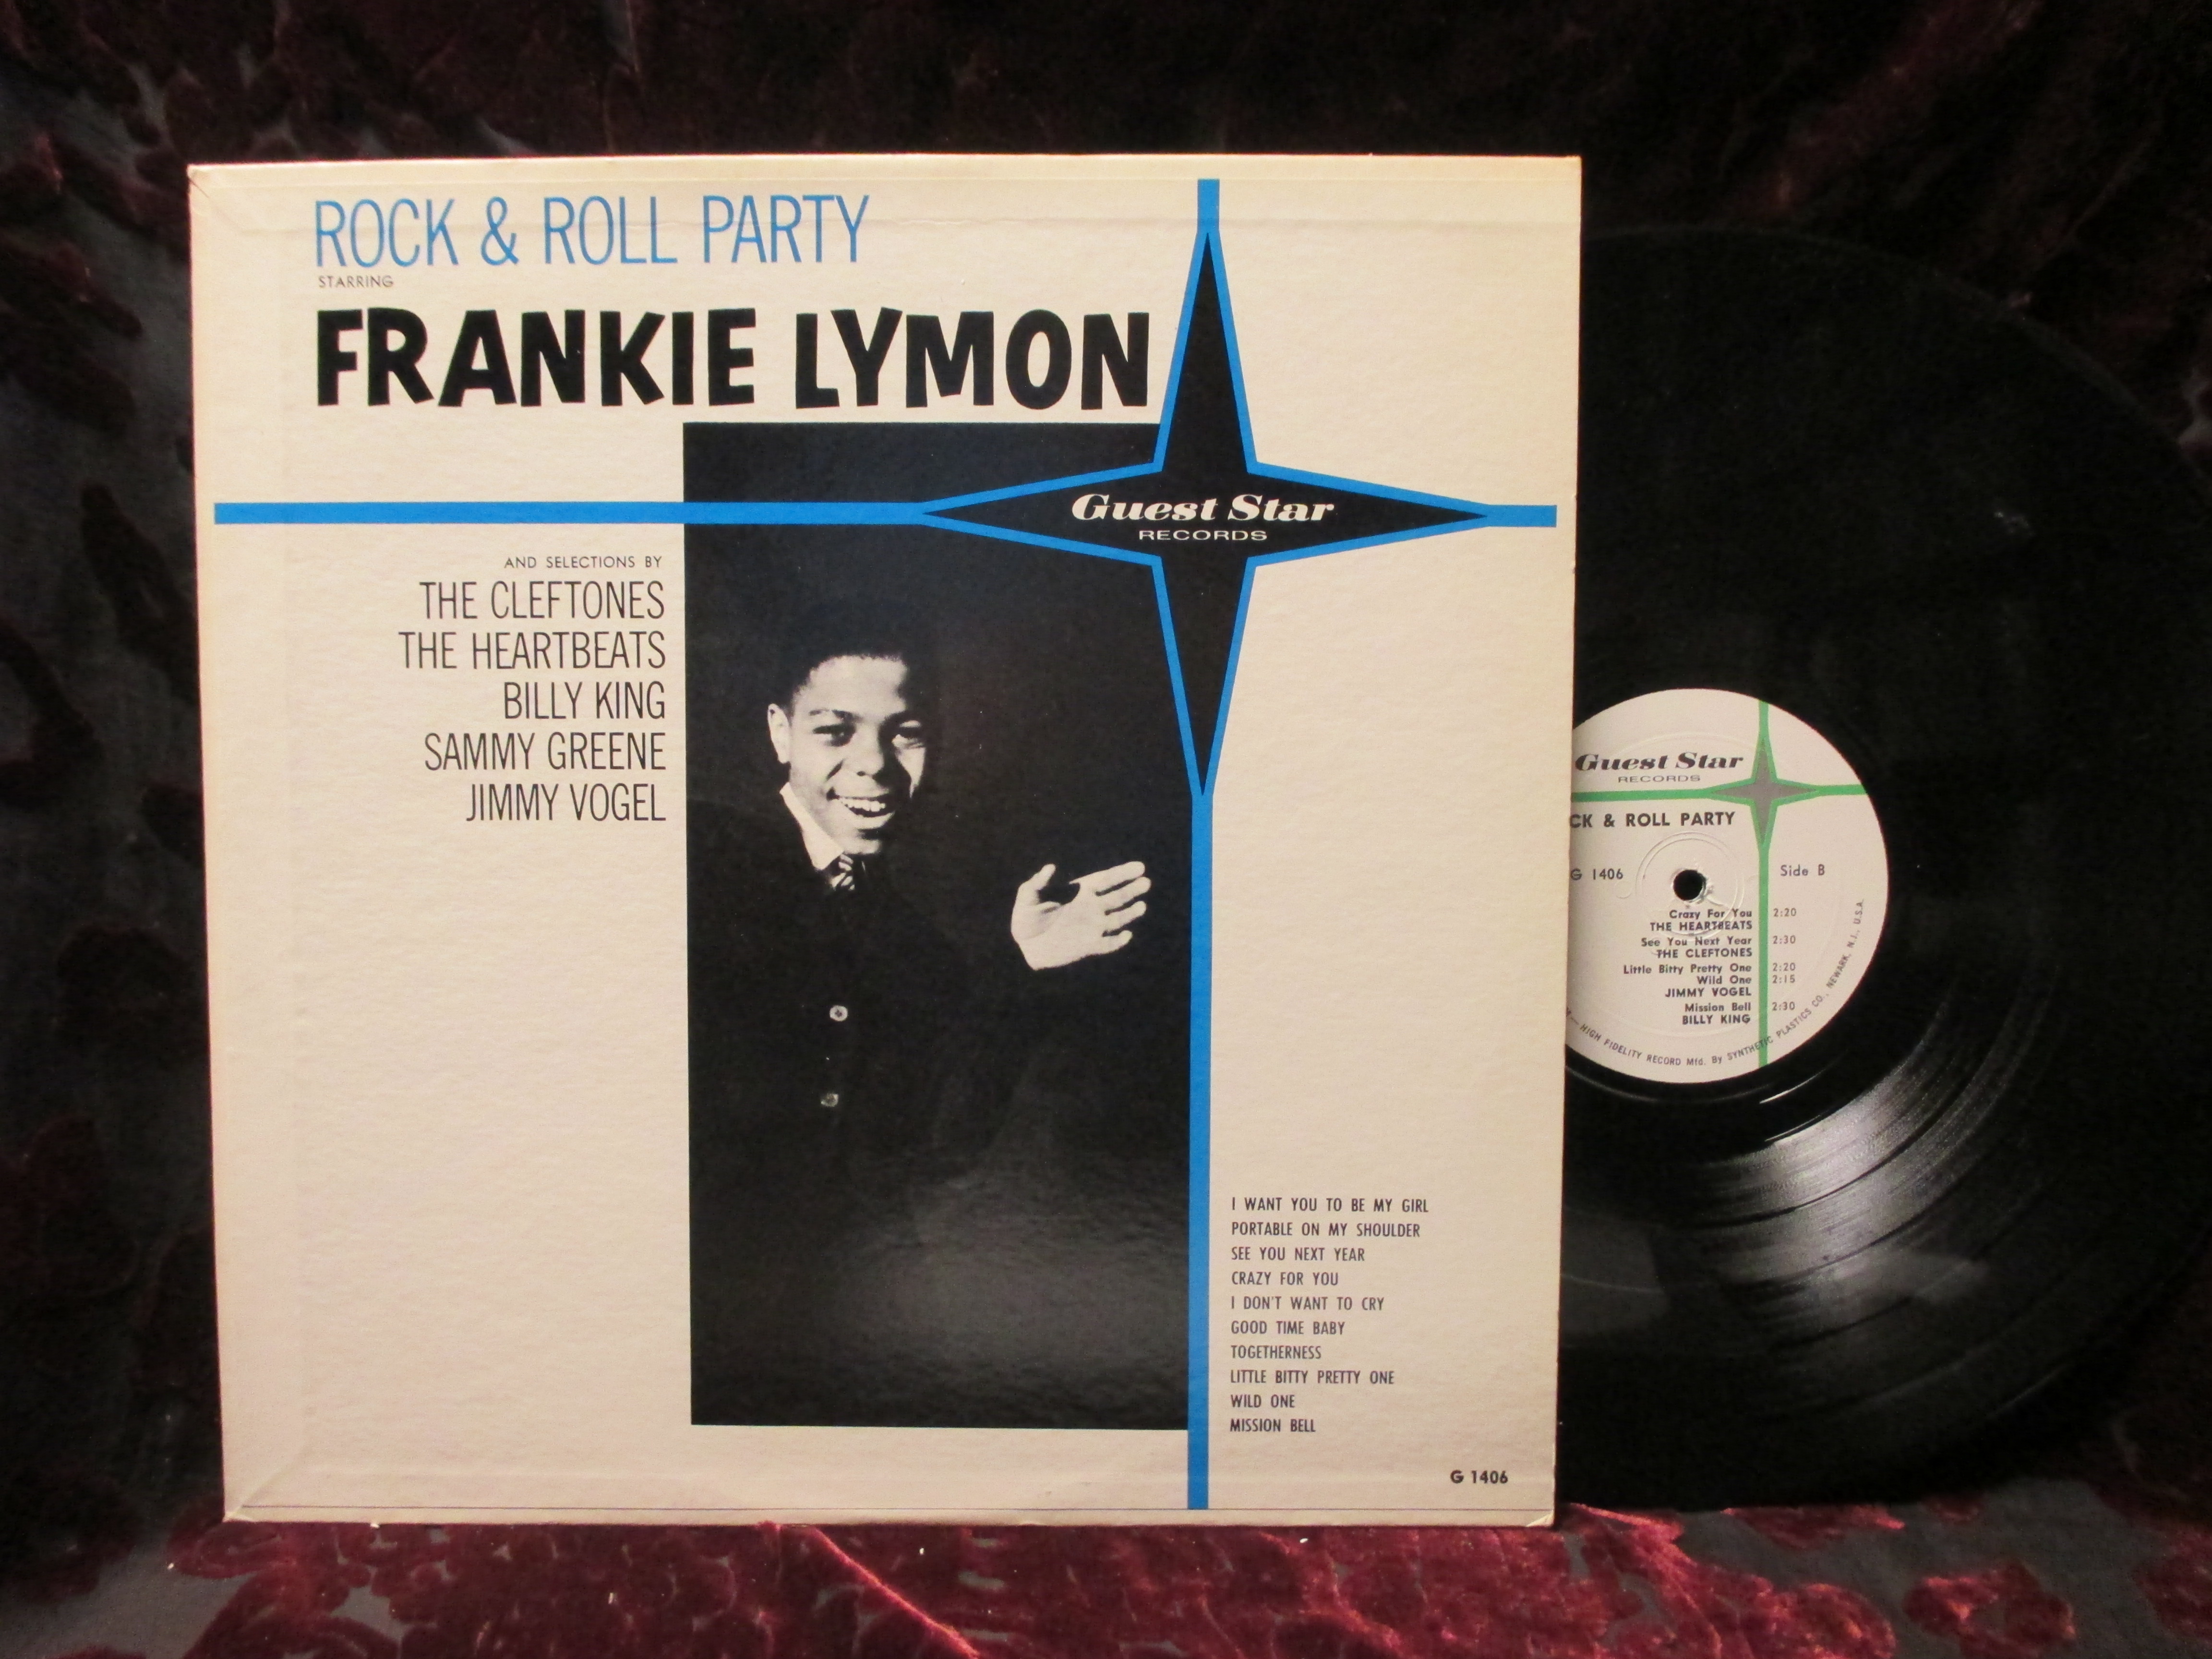 ROCK & ROLL PARTY
STARRING
FRANKIE LYMON
Guest Star
RECORDS
AND SELECTIONS BY
THE CLEFTONES
THE HEARTBEATS
BILLY KING
SAMMY GREENE
JIMMY VOGEL
I WANT YOU TO BE MY GIRL
PORTABLE ON MY SHOULDER
SEE YOU NEXT YEAR
CRAZY FOR YOU
I DON'T WANT TO CRY
GOOD TIME BABY
TOGETHERNESS
LITTLE BITTY PRETTY ONE
WILD ONE
MISSION BELL
G 1406
Guest Star
RECORDS
CK & ROLL PARTY
G 1406 Side B
Crazy For You 2:20
THE HEARTBEATS
See You Next Year 2:30
THE CLEFTONES
Little Bitty Pretty One 2:20
Wild One 2:15
JIMMY VOGEL
Mission Bell 2:30
BILLY KING
HIGH FIDELITY RECORD Mfd. By SYNTHETIC PLASTICS CO., NEWARK, N.J., U.S.A.